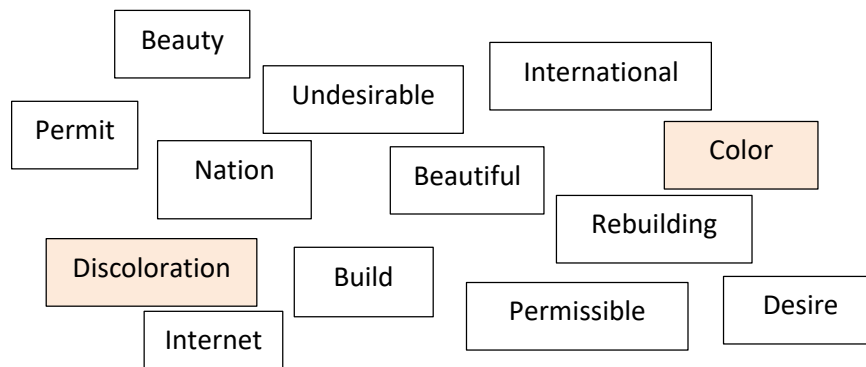 Beauty
International
Undesirable
Permit
Color
Nation
Beautiful
Rebuilding
Discoloration
Build
Permissible
Desire
Internet